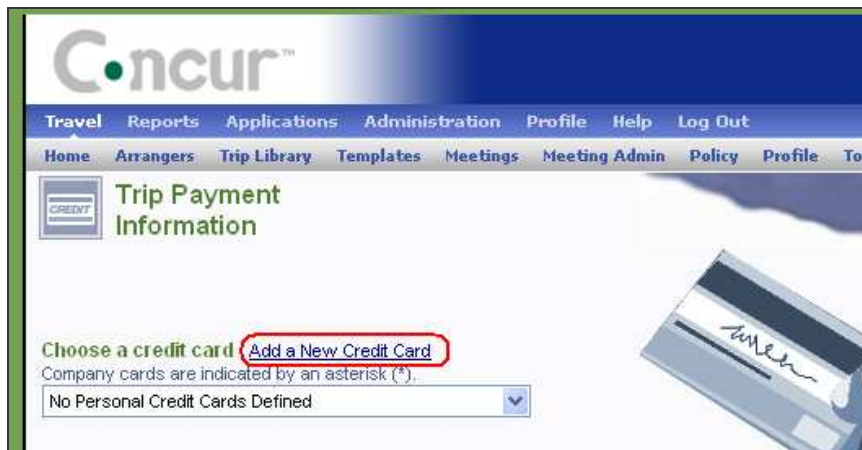 Concur™
Travel Reports Applications Administration Profile Help Log Out
Home Arrangers Trip Library Templates Meetings Meeting Admin Policy Profile To
CREDIT
Trip Payment
Information
Choose a credit card Add a New Credit Card
Company cards are indicated by an asterisk (*).
No Personal Credit Cards Defined